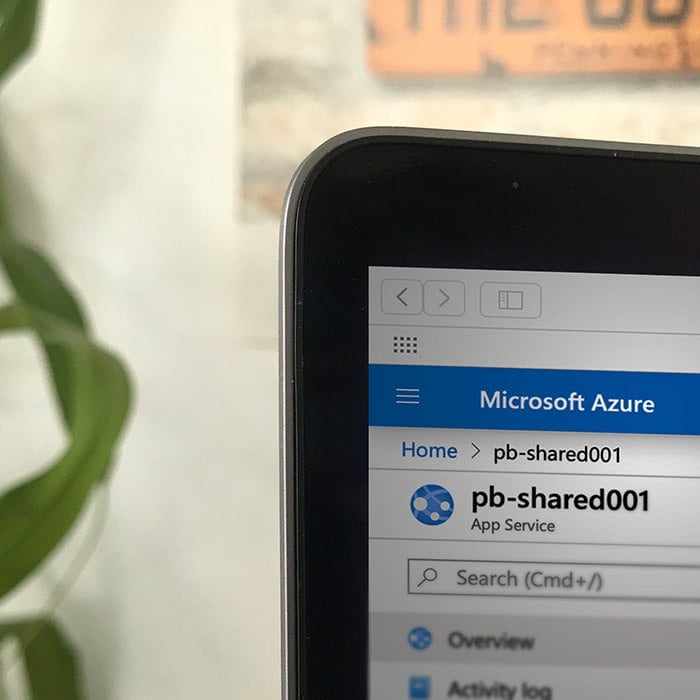 Microsoft Azure
Home > pb-shared001
pb-shared001
App Service
Search (Cmd+/)
Overview
Activity log